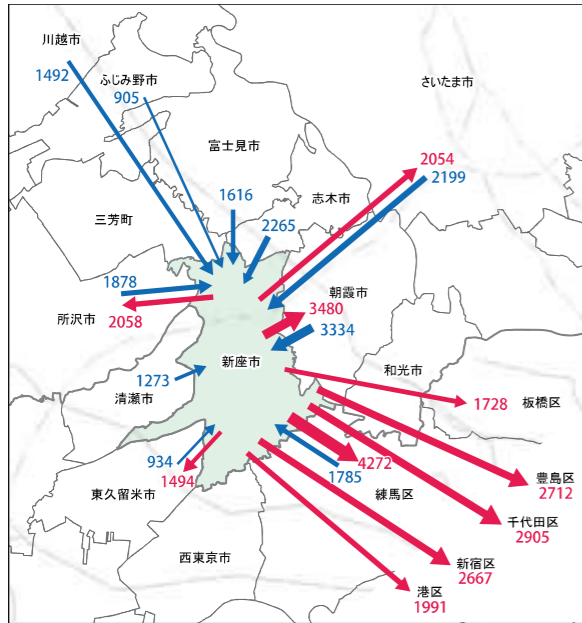 川越市
1492
ふじみ野市
905
さいたま市
富士見市
2054
2199
志木市
1616
2265
三芳町
1878
朝霞市
3480
3334
所沢市
2058
新座市
和光市
1273
清瀬市
1728
板橋区
934
1494
4272
1785
練馬区
豊島区
2712
東久留米市
千代田区
2905
西東京市
新宿区
2667
港区
1991